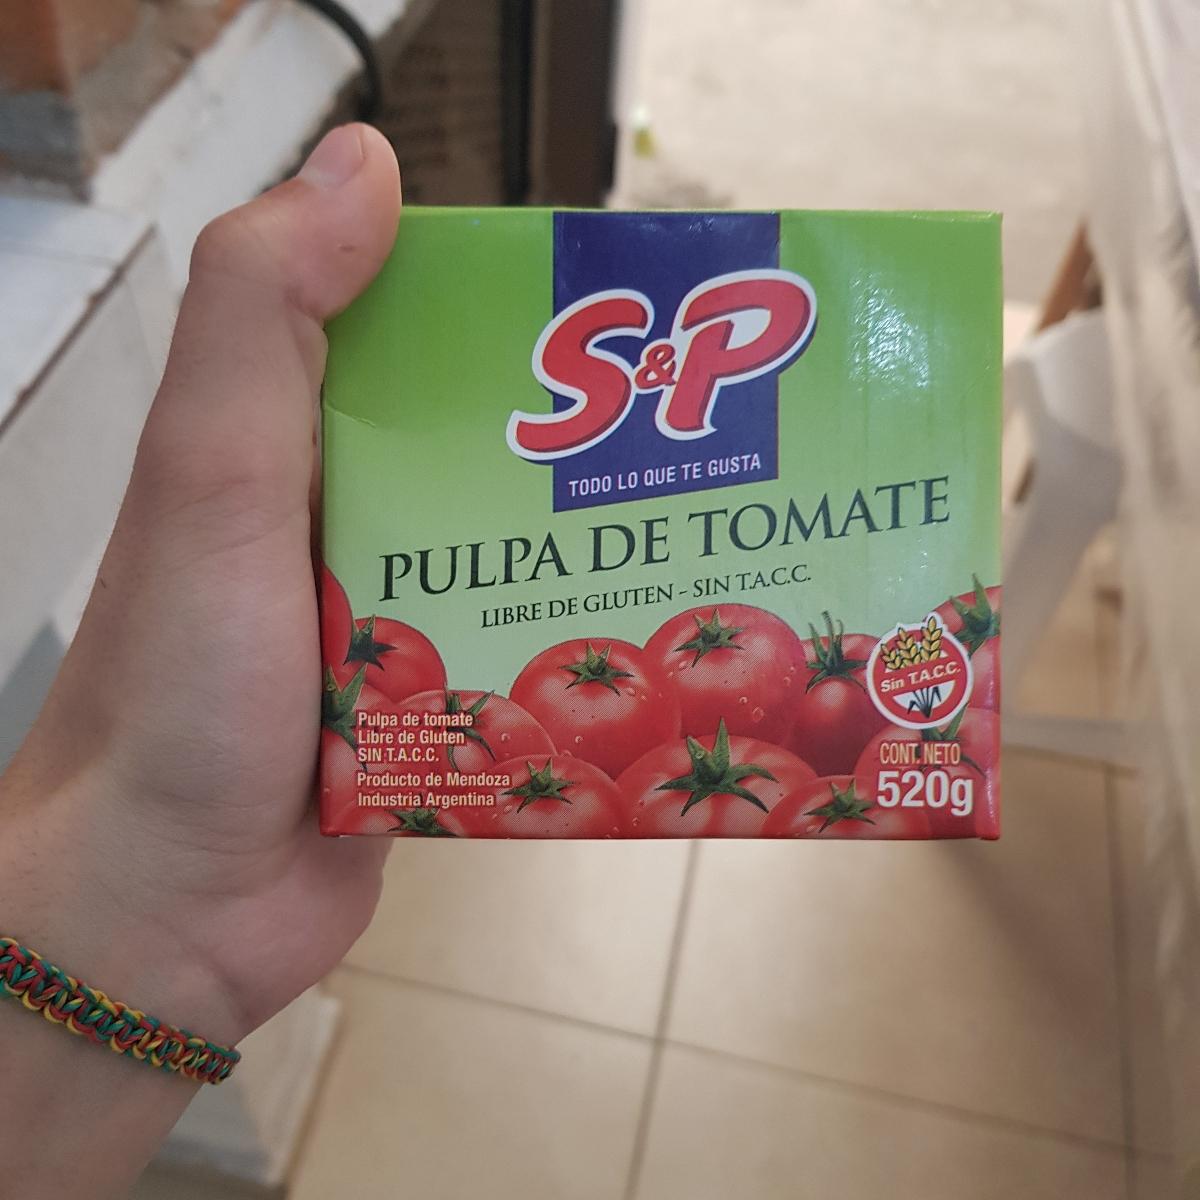 S&P
TODO LO QUE TE GUSTA
PULPA DE TOMATE
LIBRE DE GLUTEN - SIN T.A.C.C.
Sin T.A.C.C.
Pulpa de tomate
Libre de Gluten
SIN T.A.C.C.
Producto de Mendoza
Industria Argentina
CONT. NETO
520g